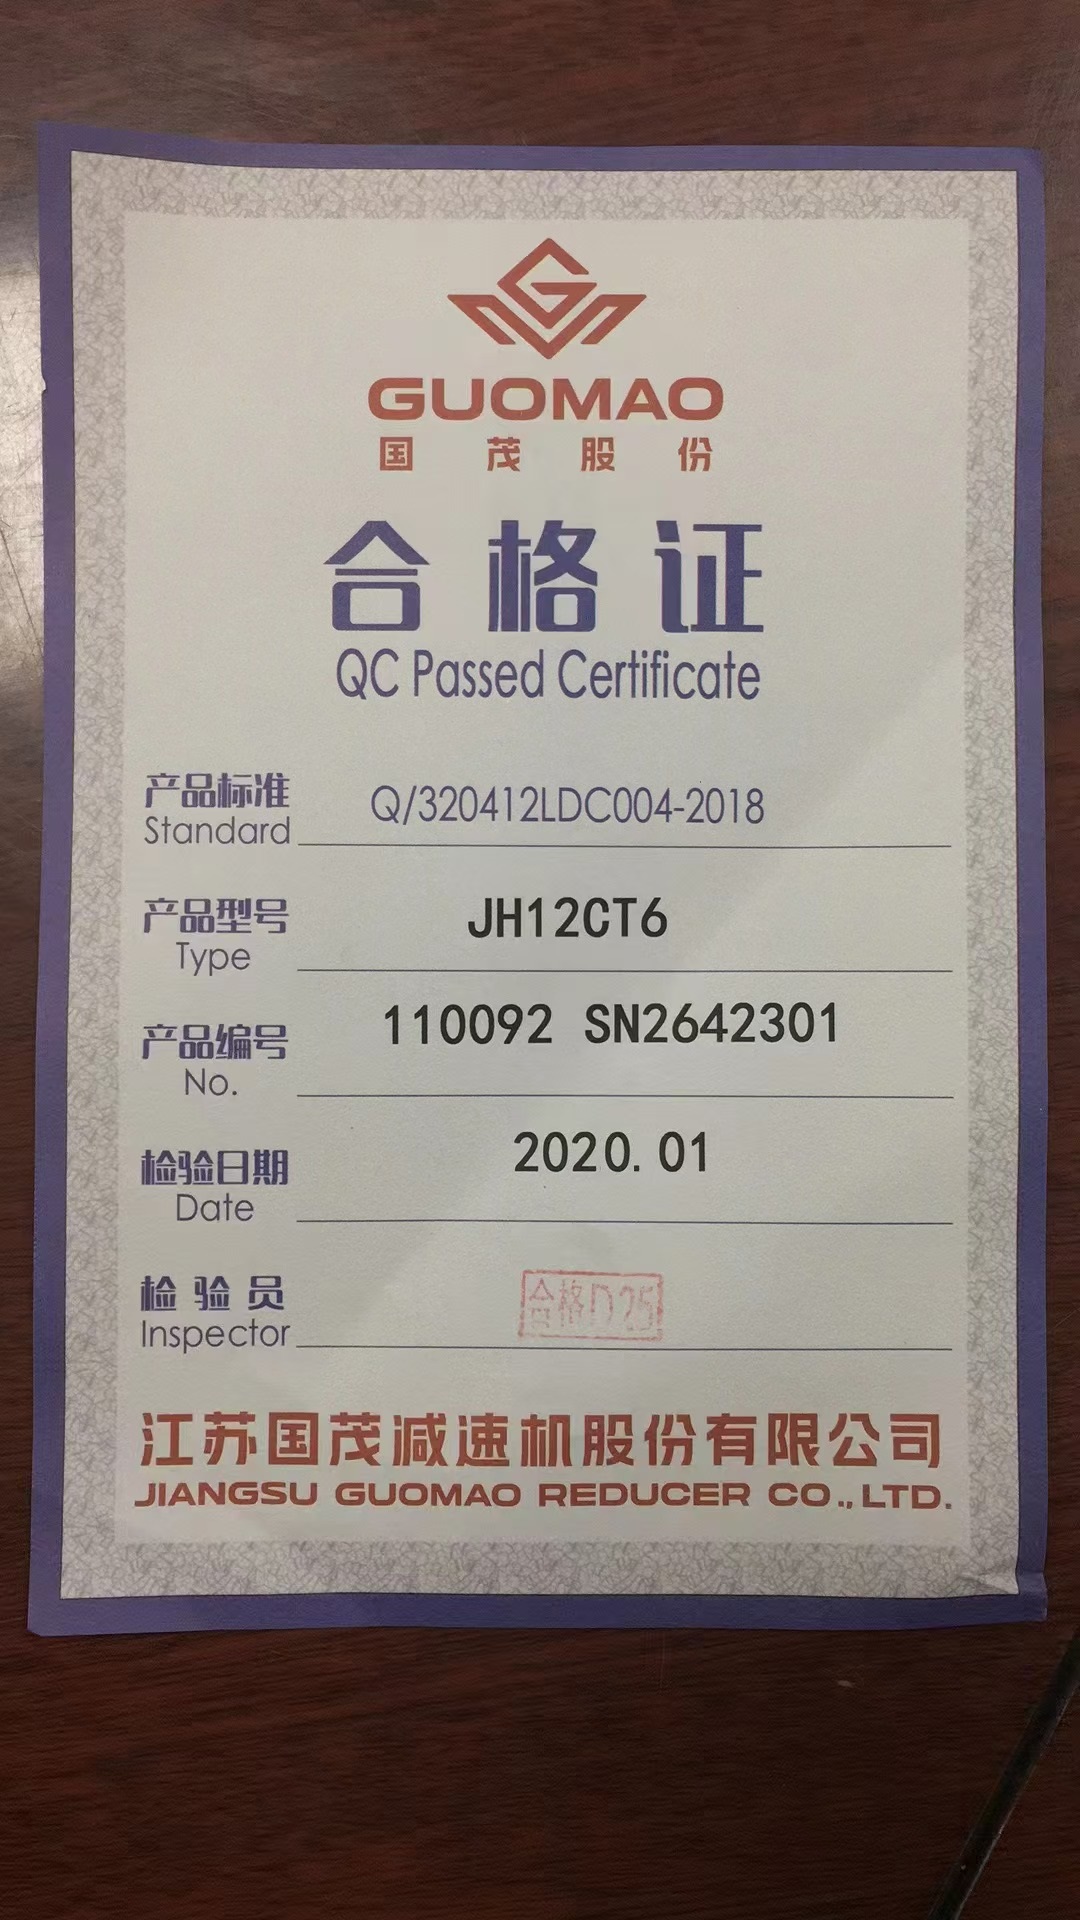 GUOMAO
国茂股份
合格证
QC Passed Certificate
产品标准 Q/320412LDC004-2018
Standard
产品型号 JH12CT6
Type
产品编号 110092 SN2642301
No.
检验日期 2020.01
Date
检验员 合格D25
Inspector
江苏国茂减速机股份有限公司
JIANGSU GUOMAO REDUCER CO., LTD.